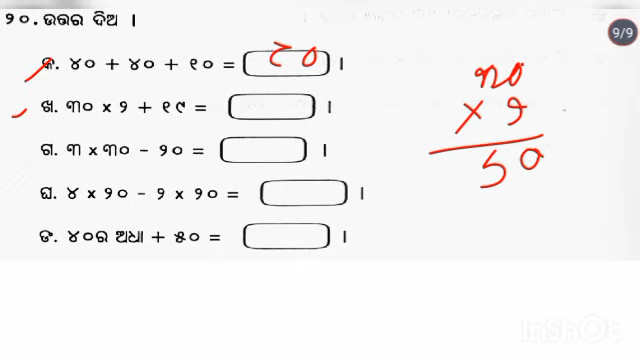 ୨୦. ଉତ୍ତର ଦିଅ ।
9/9
କ. ୪୦ + ୪୦ + ୧୦ = ୯୦ ।
ଖ. ୩୦ x ୨ + ୧୯ = ।
ଗ. ୩ x ୩୦ - ୨୦ = ।
ଘ. ୪ x ୨୦ - ୨ x ୨୦ = ।
ଙ. ୪୦ର ଅଧା + ୫୦ = ।
୩୦
× ୨
୬୦
InShOt